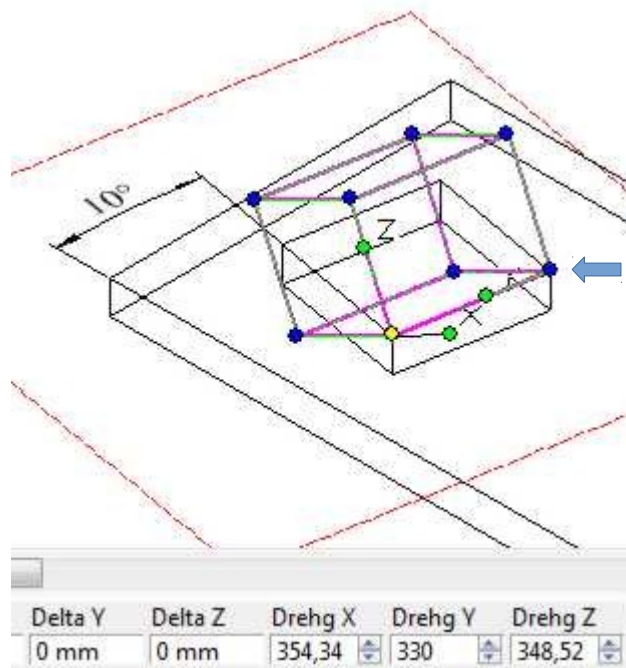 10°
Z
X
Delta Y Delta Z Drehg X Drehg Y Drehg Z
0 mm 0 mm 354,34 330 348,52